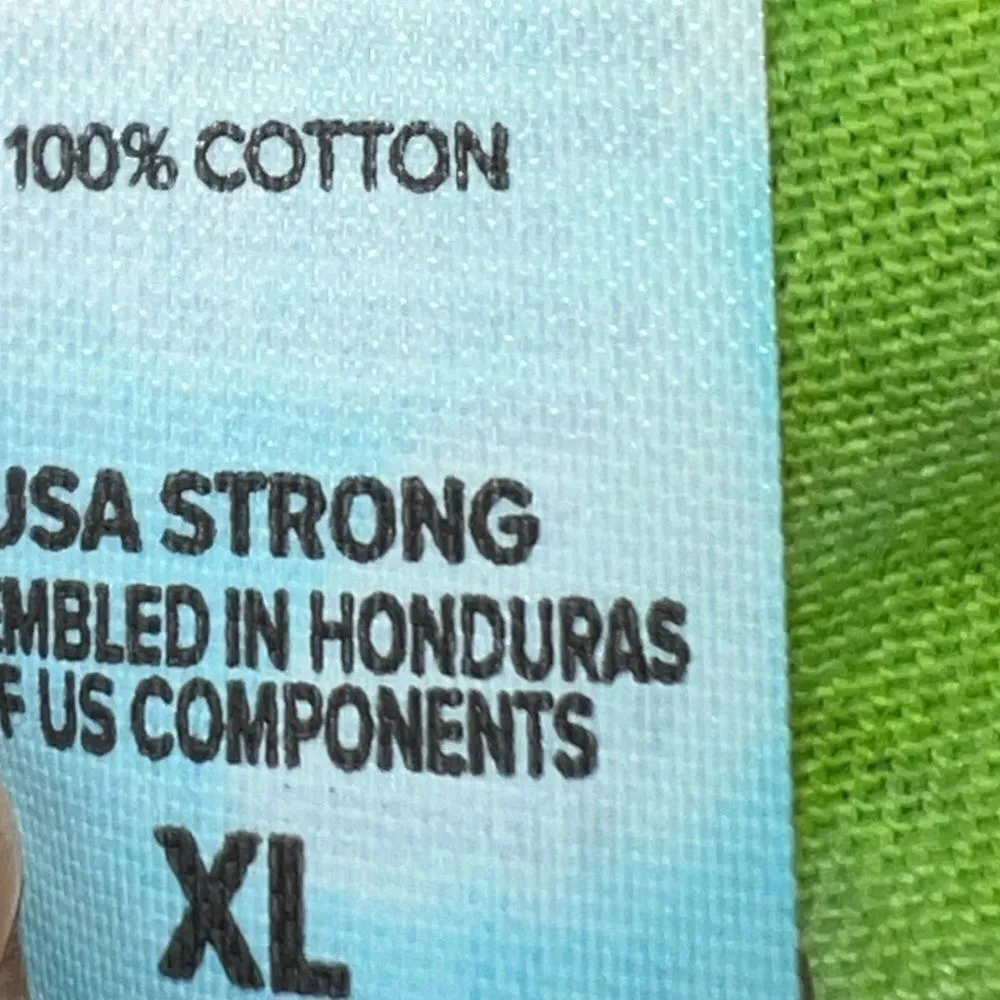 100% COTTON
USA STRONG
EMBLED IN HONDURAS
F US COMPONENTS
XL